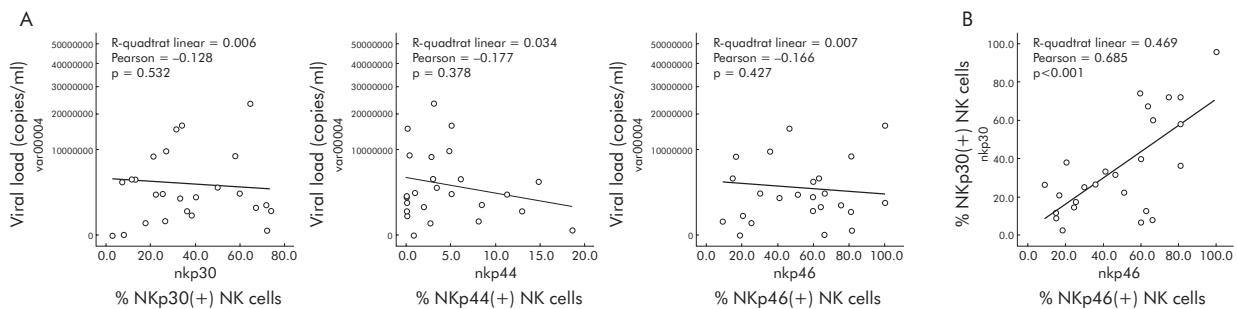 A
R-quadrat linear = 0.006
Pearson = –0.128
p = 0.532
Viral load (copies/ml)
var00004
50000000
40000000
30000000
20000000
10000000
0
0.0 20.0 40.0 60.0 80.0
nkp30
% NKp30(+) NK cells
R-quadrat linear = 0.034
Pearson = –0.177
p = 0.378
Viral load (copies/ml)
var00004
50000000
40000000
30000000
20000000
10000000
0
0.0 5.0 10.0 15.0 20.0
nkp44
% NKp44(+) NK cells
R-quadrat linear = 0.007
Pearson = –0.166
p = 0.427
Viral load (copies/ml)
var00004
50000000
40000000
30000000
20000000
10000000
0
0.0 20.0 40.0 60.0 80.0 100.0
nkp46
% NKp46(+) NK cells
B
R-quadrat linear = 0.469
Pearson = 0.685
p<0.001
% NKp30(+) NK cells
nkp30
100.0
80.0
60.0
40.0
20.0
0.0
0.0 20.0 40.0 60.0 80.0 100.0
nkp46
% NKp46(+) NK cells